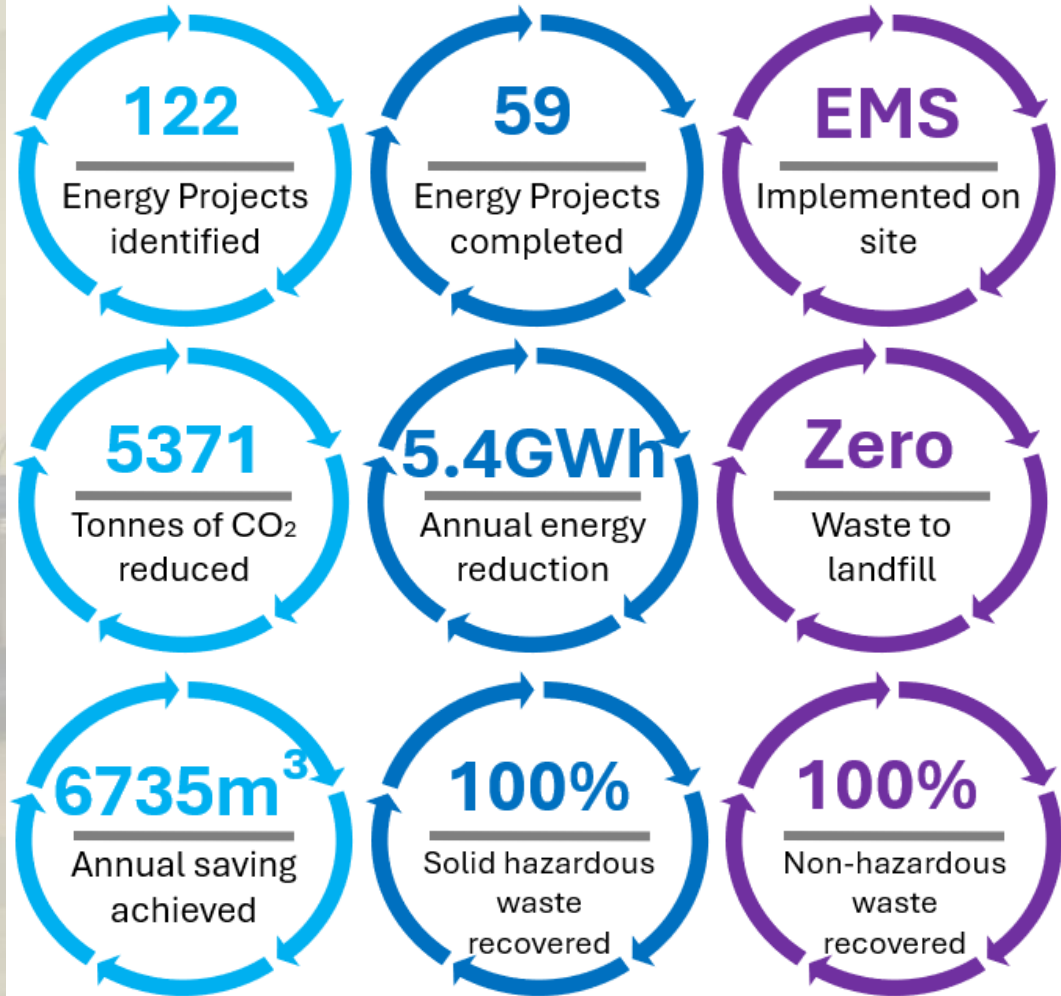 122
Energy Projects
identified
59
Energy Projects
completed
EMS
Implemented on
site
5371
Tonnes of CO₂
reduced
5.4GWh
Annual energy
reduction
Zero
Waste to
landfill
6735m³
Annual saving
achieved
100%
Solid hazardous
waste
recovered
100%
Non-hazardous
waste
recovered